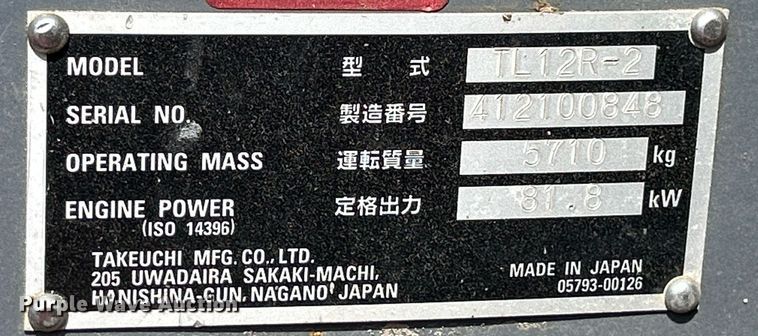 MODEL 型式 TL12R-2
SERIAL NO. 製造番号 412100848
OPERATING MASS 運転質量 5710 kg
ENGINE POWER 定格出力 81.8 kW
(ISO 14396)
TAKEUCHI MFG. CO., LTD.
205 UWADAIRA SAKAKI-MACHI,
HANISHINA-GUN, NAGANO JAPAN
MADE IN JAPAN
05793-00126
Purple Wave Auction